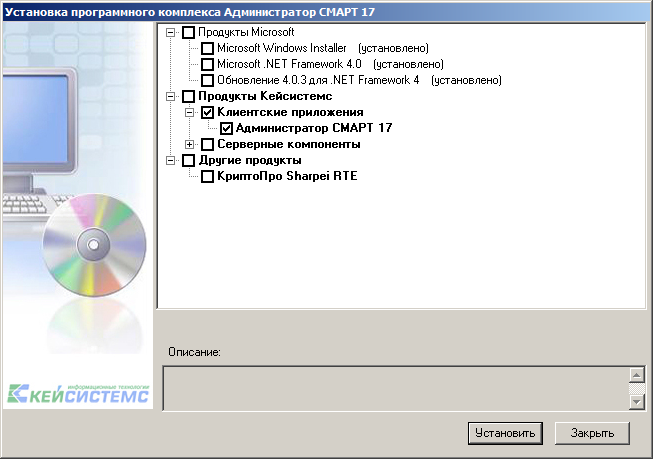 Установка программного комплекса Администратор СМАРТ 17
Продукты Microsoft
Microsoft Windows Installer (установлено)
Microsoft .NET Framework 4.0 (установлено)
Обновление 4.0.3 для .NET Framework 4 (установлено)
Продукты Кейсистемс
Клиентские приложения
Администратор СМАРТ 17
Серверные компоненты
Другие продукты
КриптоПро Sharpei RTE
Описание:
информационные технологии
КЕЙСИСТЕМС
Установить Закрыть